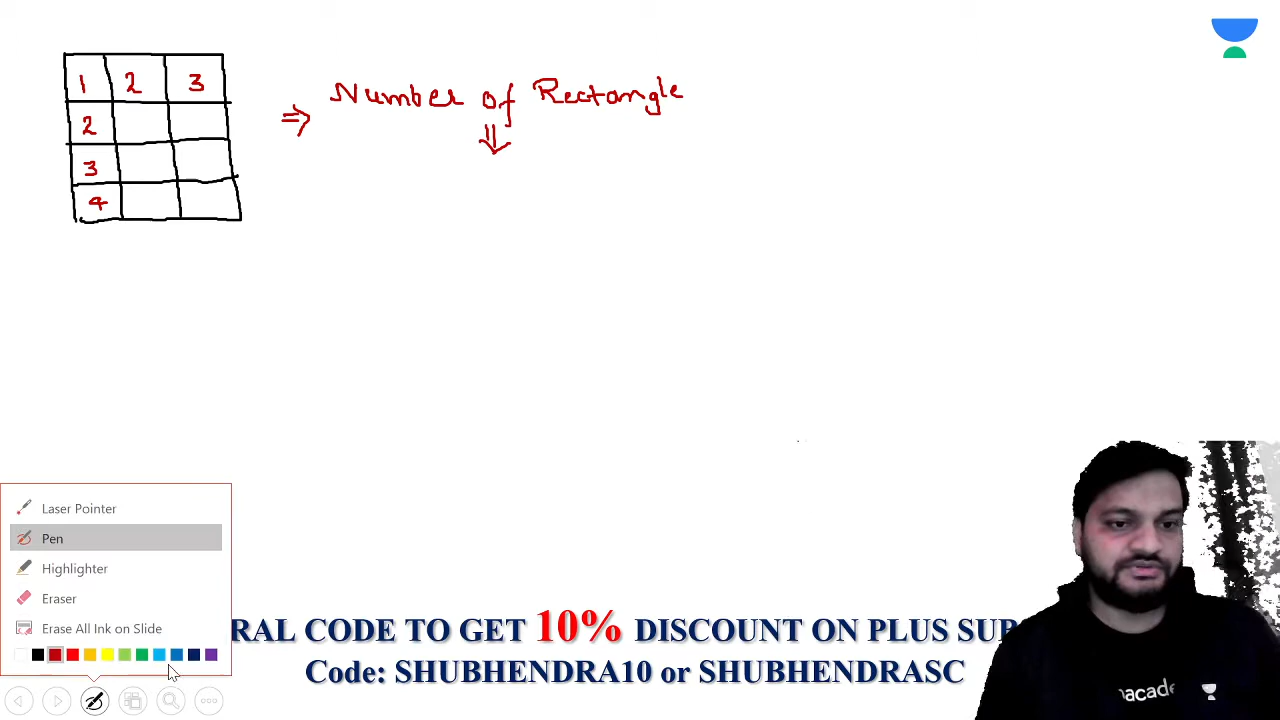 1 2 3
2
3
4
⇒ Number of Rectangle
⇓
Laser Pointer
Pen
Highlighter
Eraser
Erase All Ink on Slide
RAL CODE TO GET 10% DISCOUNT ON PLUS SUB
Code: SHUBHENDRA10 or SHUBHENDRASC
nacade